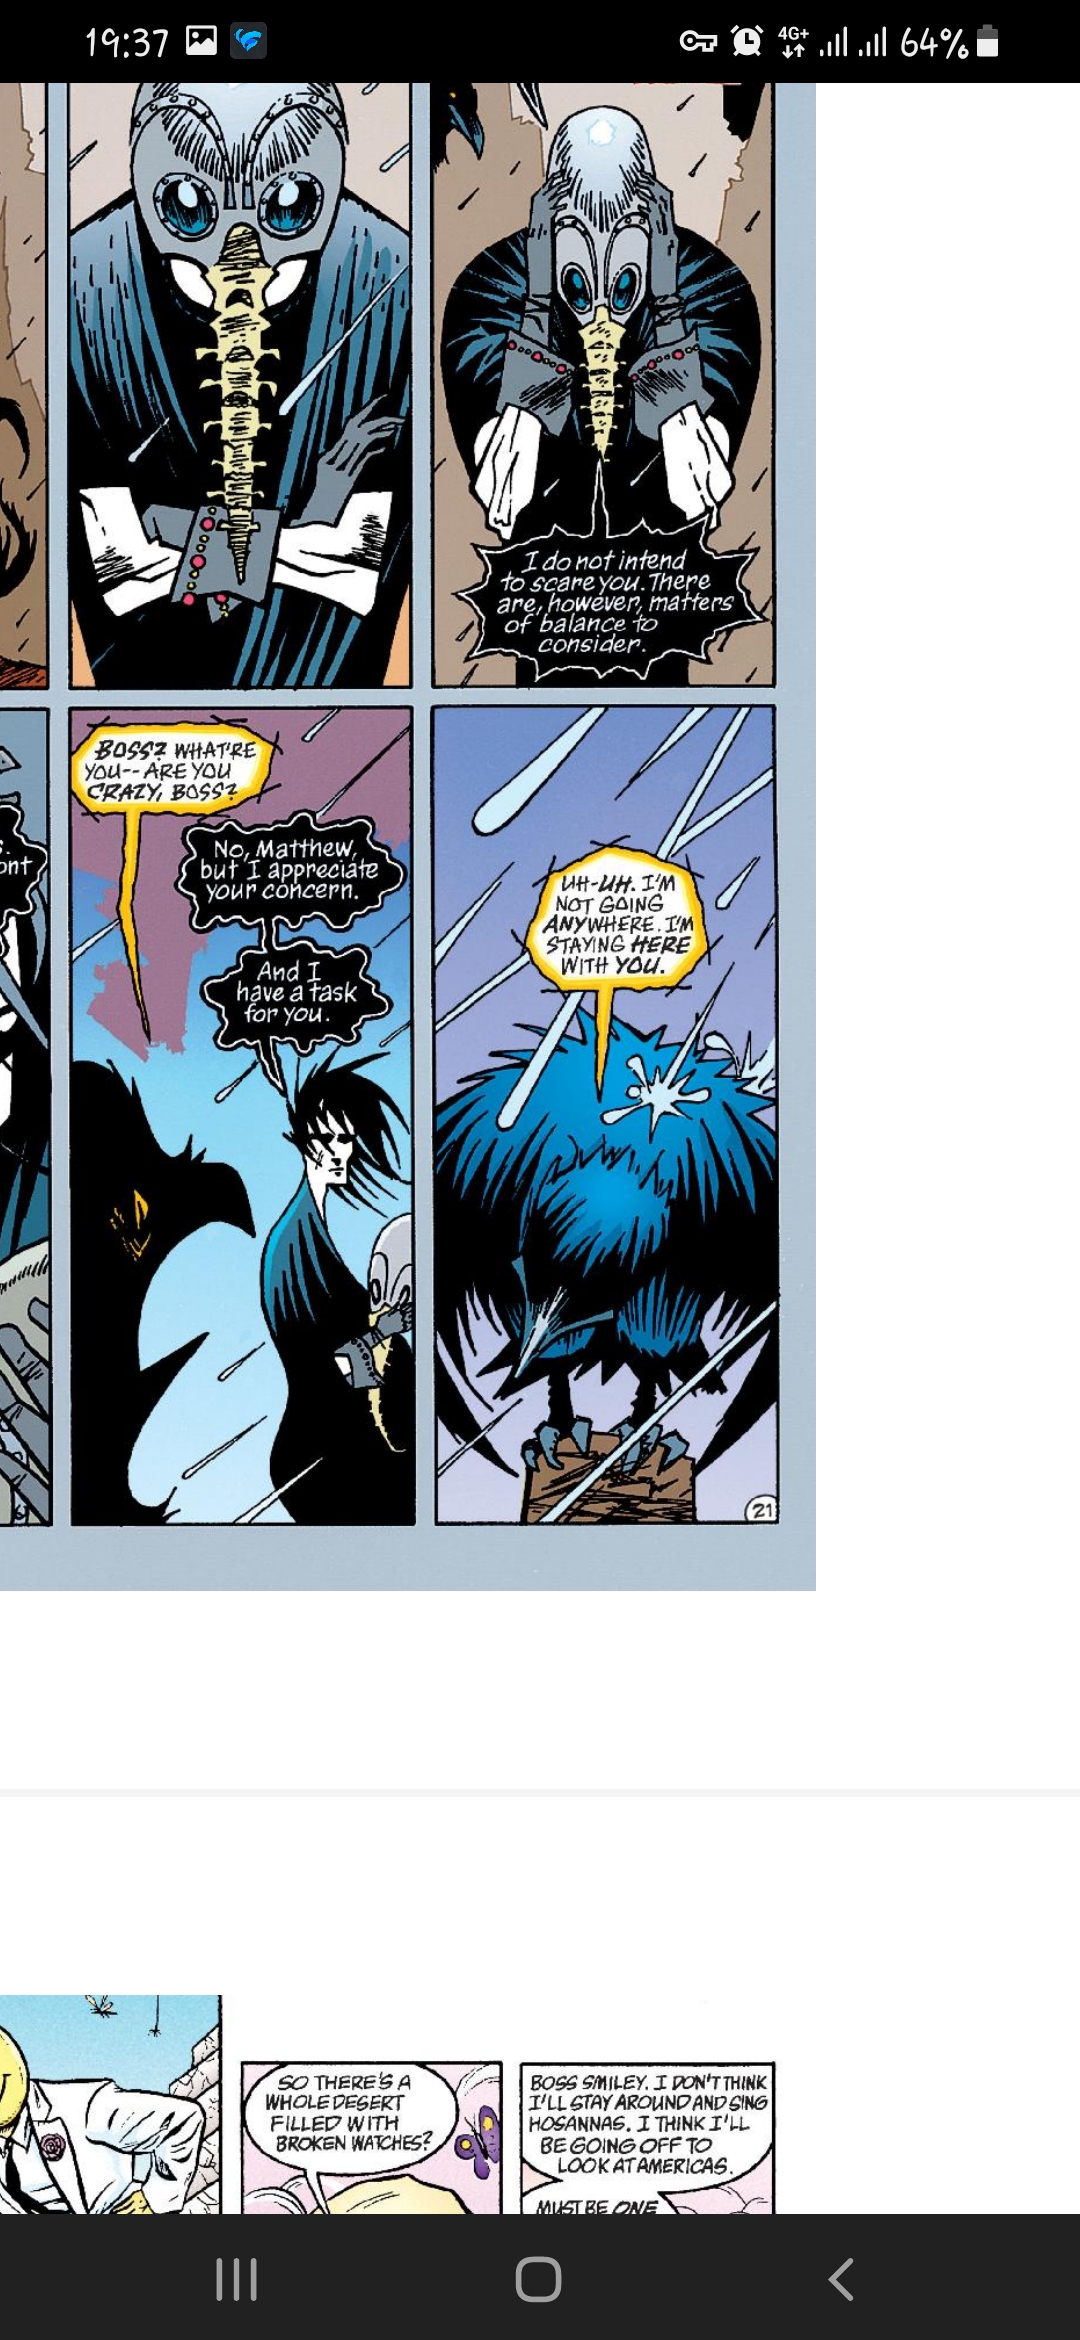 19:37
4G+
64%
I do not intend
to scare you. There
are, however, matters
of balance to
consider.
ont
BOSS? WHAT'RE
YOU-- ARE YOU
CRAZY, BOSS?
No, Matthew,
but I appreciate
your concern.
And I
have a task
for you.
UH-UH. I'M
NOT GOING
ANYWHERE. I'M
STAYING HERE
WITH YOU.
21
SO THERE'S A
WHOLE DESERT
FILLED WITH
BROKEN WATCHES?
BOSS SMILEY. I DON'T THINK
I'LL STAY AROUND AND SING
HOSANNAS. I THINK I'LL
BE GOING OFF TO
LOOK AT AMERICAS.
MUST BE ONE